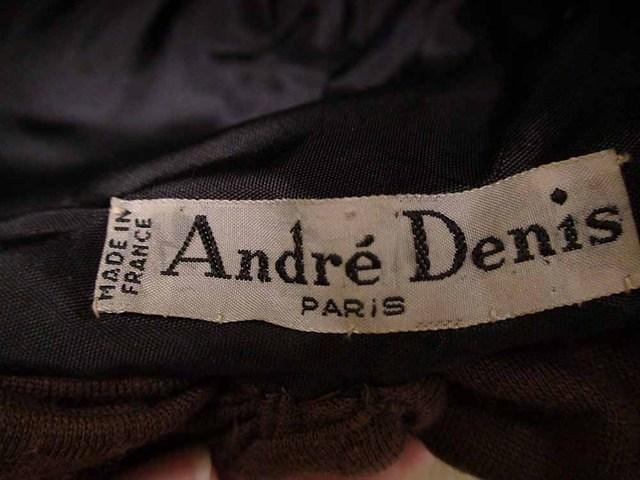 MADE IN
FRANCE
André Denis
PARiS